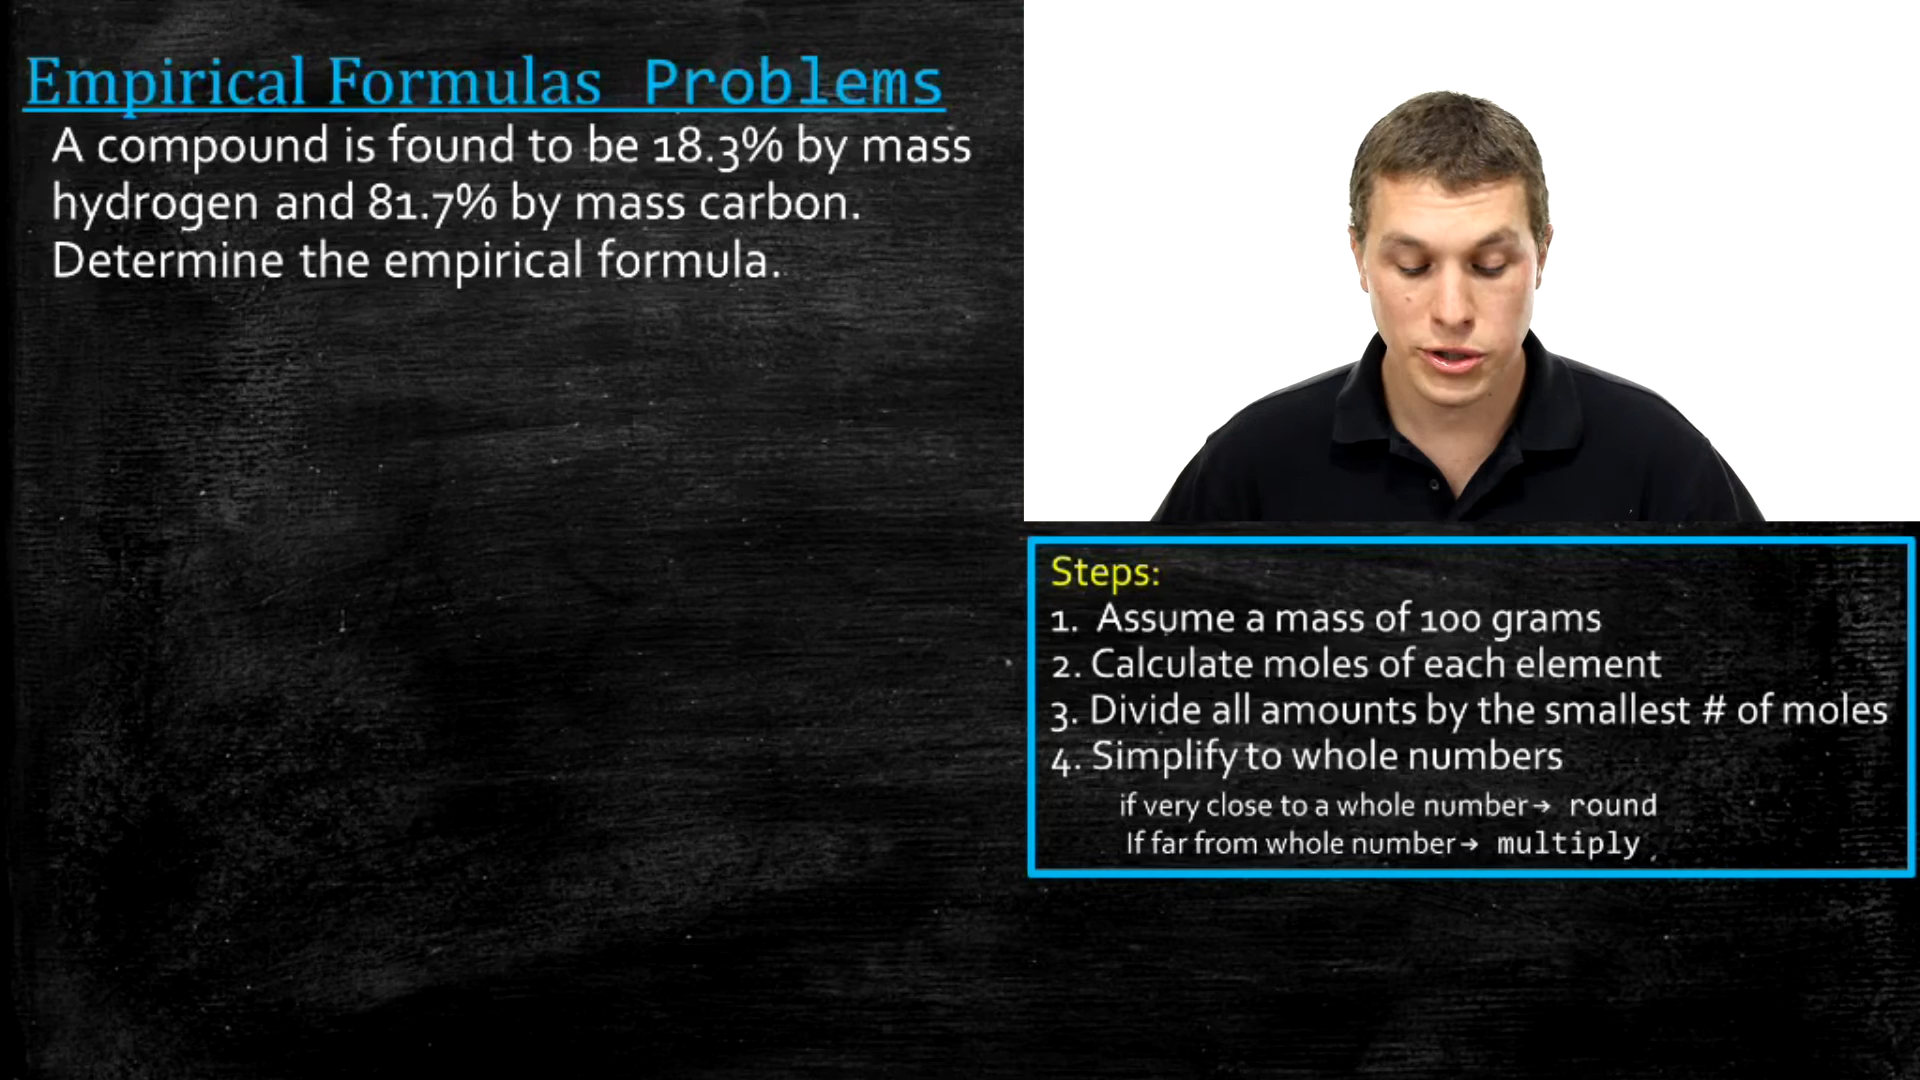 Empirical Formulas Problems
A compound is found to be 18.3% by mass
hydrogen and 81.7% by mass carbon.
Determine the empirical formula.
Steps:
1. Assume a mass of 100 grams
2. Calculate moles of each element
3. Divide all amounts by the smallest # of moles
4. Simplify to whole numbers
if very close to a whole number→ round
If far from whole number→ multiply